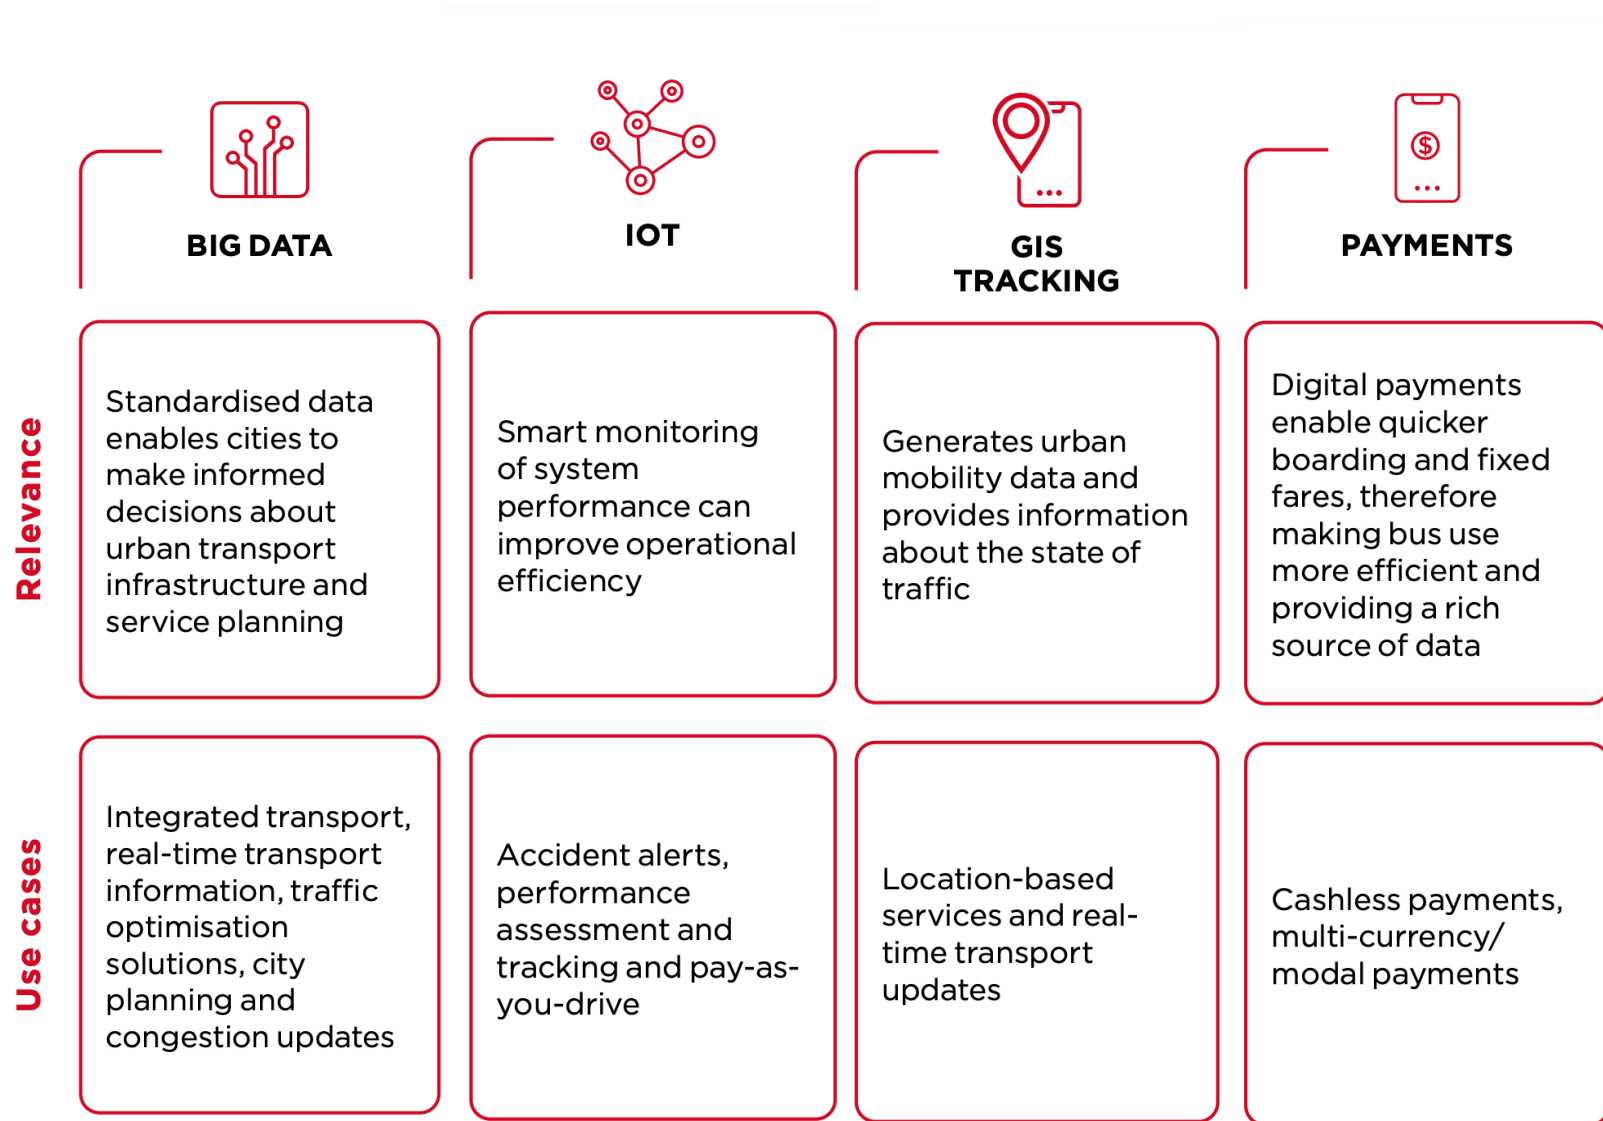 BIG DATA
IOT
GIS
TRACKING
PAYMENTS
$
Relevance
Standardised data
enables cities to
make informed
decisions about
urban transport
infrastructure and
service planning
Smart monitoring
of system
performance can
improve operational
efficiency
Generates urban
mobility data and
provides information
about the state of
traffic
Digital payments
enable quicker
boarding and fixed
fares, therefore
making bus use
more efficient and
providing a rich
source of data
Use cases
Integrated transport,
real-time transport
information, traffic
optimisation
solutions, city
planning and
congestion updates
Accident alerts,
performance
assessment and
tracking and pay-as-
you-drive
Location-based
services and real-
time transport
updates
Cashless payments,
multi-currency/
modal payments